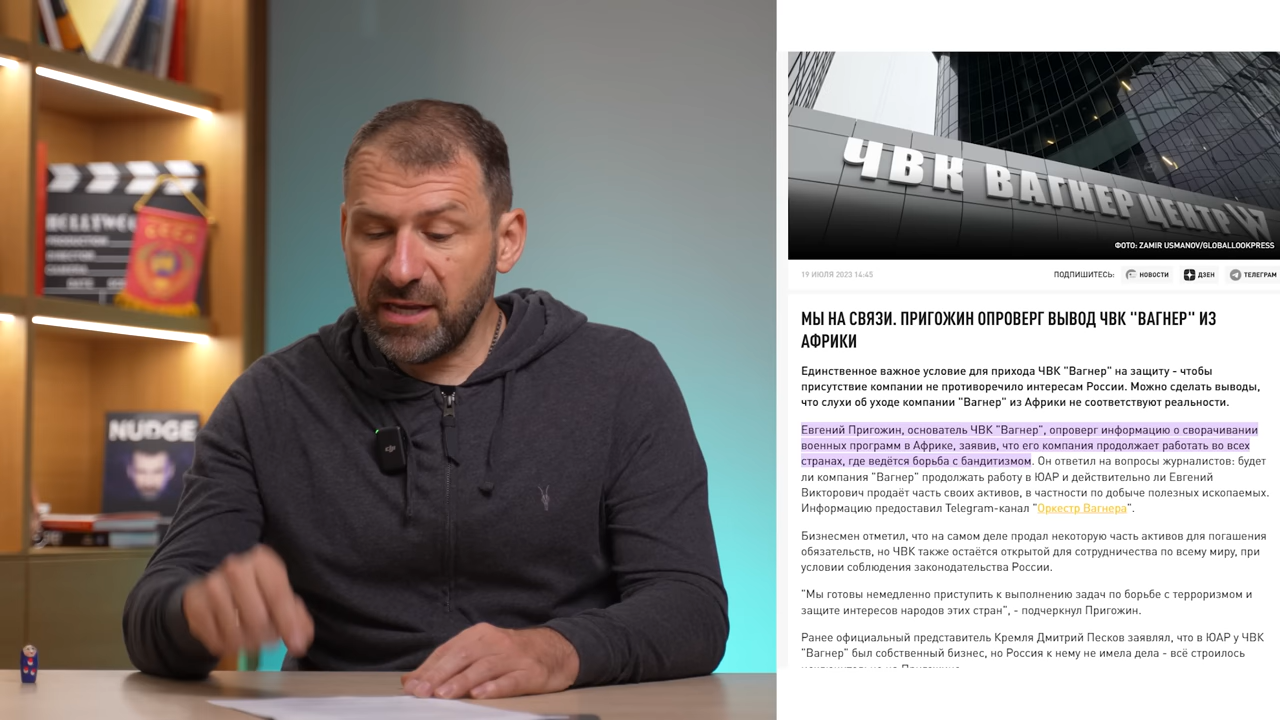 HOLLYWO
PRODUCTION
DIRECTOR
CAMERA
DATE
СССР
NUDGE
ЧВК ВАГНЕР ЦЕНТР
ФОТО: ZAMIR USMANOV/GLOBALLOOKPRESS
19 ИЮЛЯ 2023 14:45
ПОДПИШИТЕСЬ:
НОВОСТИ
ДЗЕН
ТЕЛЕГРАМ
МЫ НА СВЯЗИ. ПРИГОЖИН ОПРОВЕРГ ВЫВОД ЧВК "ВАГНЕР" ИЗ
АФРИКИ
Единственное важное условие для прихода ЧВК "Вагнер" на защиту - чтобы
присутствие компании не противоречило интересам России. Можно сделать выводы,
что слухи об уходе компании "Вагнер" из Африки не соответствуют реальности.
Евгений Пригожин, основатель ЧВК "Вагнер", опроверг информацию о сворачивании
военных программ в Африке, заявив, что его компания продолжает работать во всех
странах, где ведётся борьба с бандитизмом. Он ответил на вопросы журналистов: будет
ли компания "Вагнер" продолжать работу в ЮАР и действительно ли Евгений
Викторович продаёт часть своих активов, в частности по добыче полезных ископаемых.
Информацию предоставил Telegram-канал "Оркестр Вагнера".
Бизнесмен отметил, что на самом деле продал некоторую часть активов для погашения
обязательств, но ЧВК также остаётся открытой для сотрудничества по всему миру, при
условии соблюдения законодательства России.
"Мы готовы немедленно приступить к выполнению задач по борьбе с терроризмом и
защите интересов народов этих стран", - подчеркнул Пригожин.
Ранее официальный представитель Кремля Дмитрий Песков заявлял, что в ЮАР у ЧВК
"Вагнер" был собственный бизнес, но Россия к нему не имела дела - всё строилось